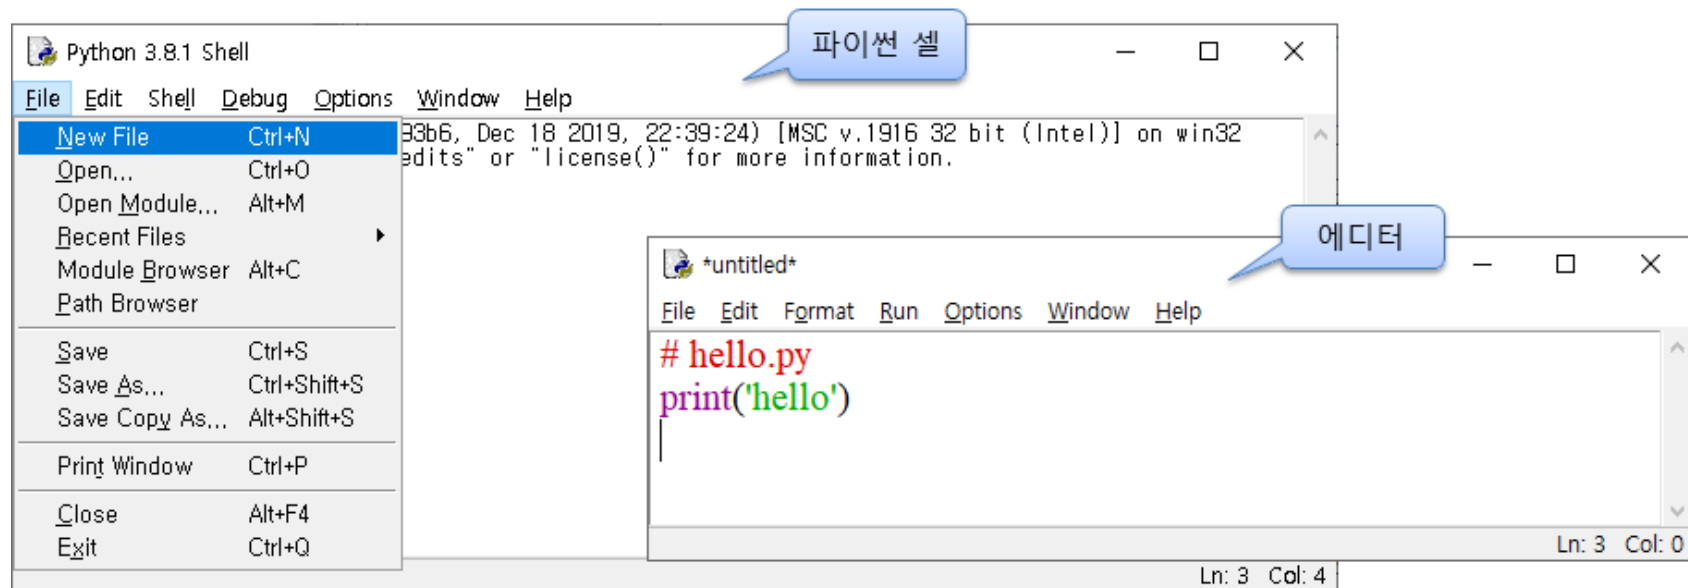 파이썬 셀
Python 3.8.1 Shell
File Edit Shell Debug Options Window Help
New File Ctrl+N
Open... Ctrl+O
Open Module... Alt+M
Recent Files
Module Browser Alt+C
Path Browser
Save Ctrl+S
Save As... Ctrl+Shift+S
Save Copy As... Alt+Shift+S
Print Window Ctrl+P
Close Alt+F4
Exit Ctrl+Q
93b6, Dec 18 2019, 22:39:24) [MSC v.1916 32 bit (Intel)] on win32
edits" or "license()" for more information.
에디터
*untitled*
File Edit Format Run Options Window Help
# hello.py
print('hello')
Ln: 3 Col: 0
Ln: 3 Col: 4